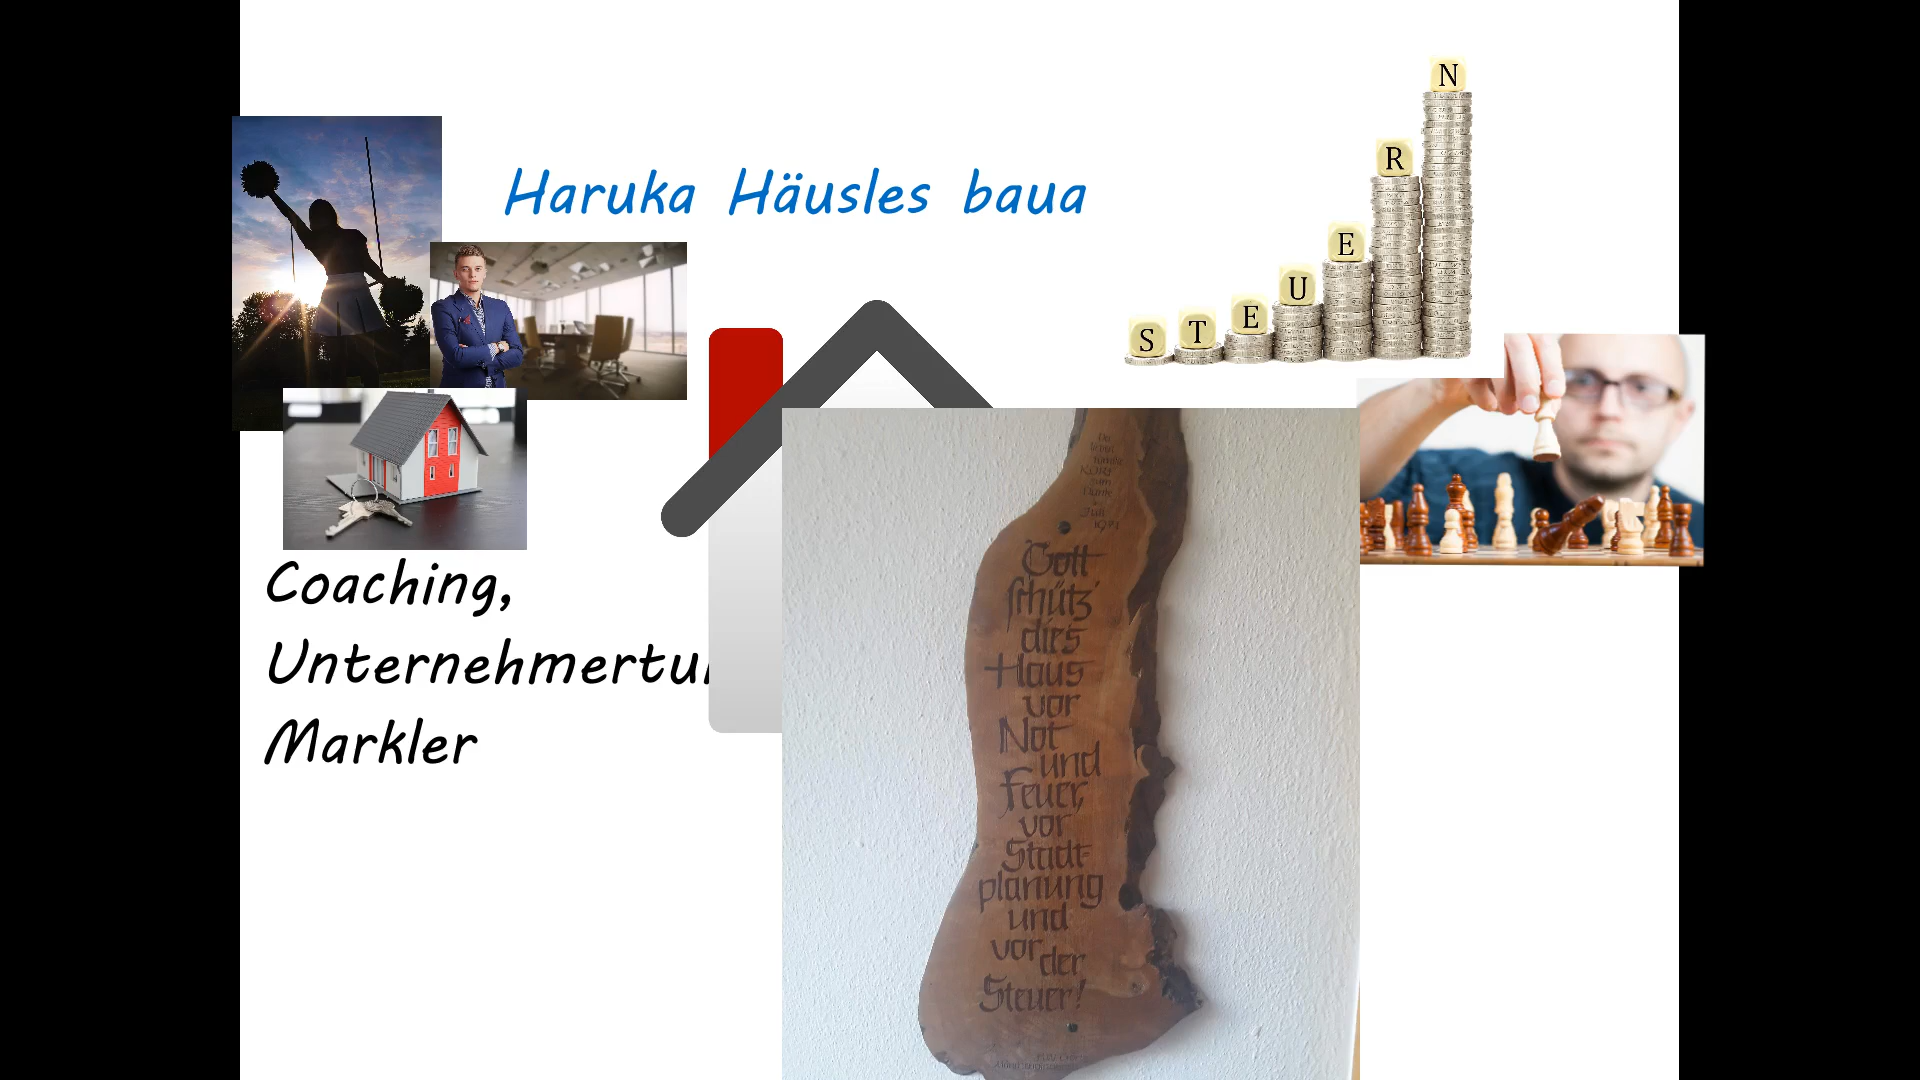 Haruka Häusles baua
S T E U E R N
Coaching,
Unternehmertu
Markler
Gott
schütz'
dies
Haus
vor
Not
und
Feuer,
vor
Stadt-
planung
und
vor
der
Steuer!